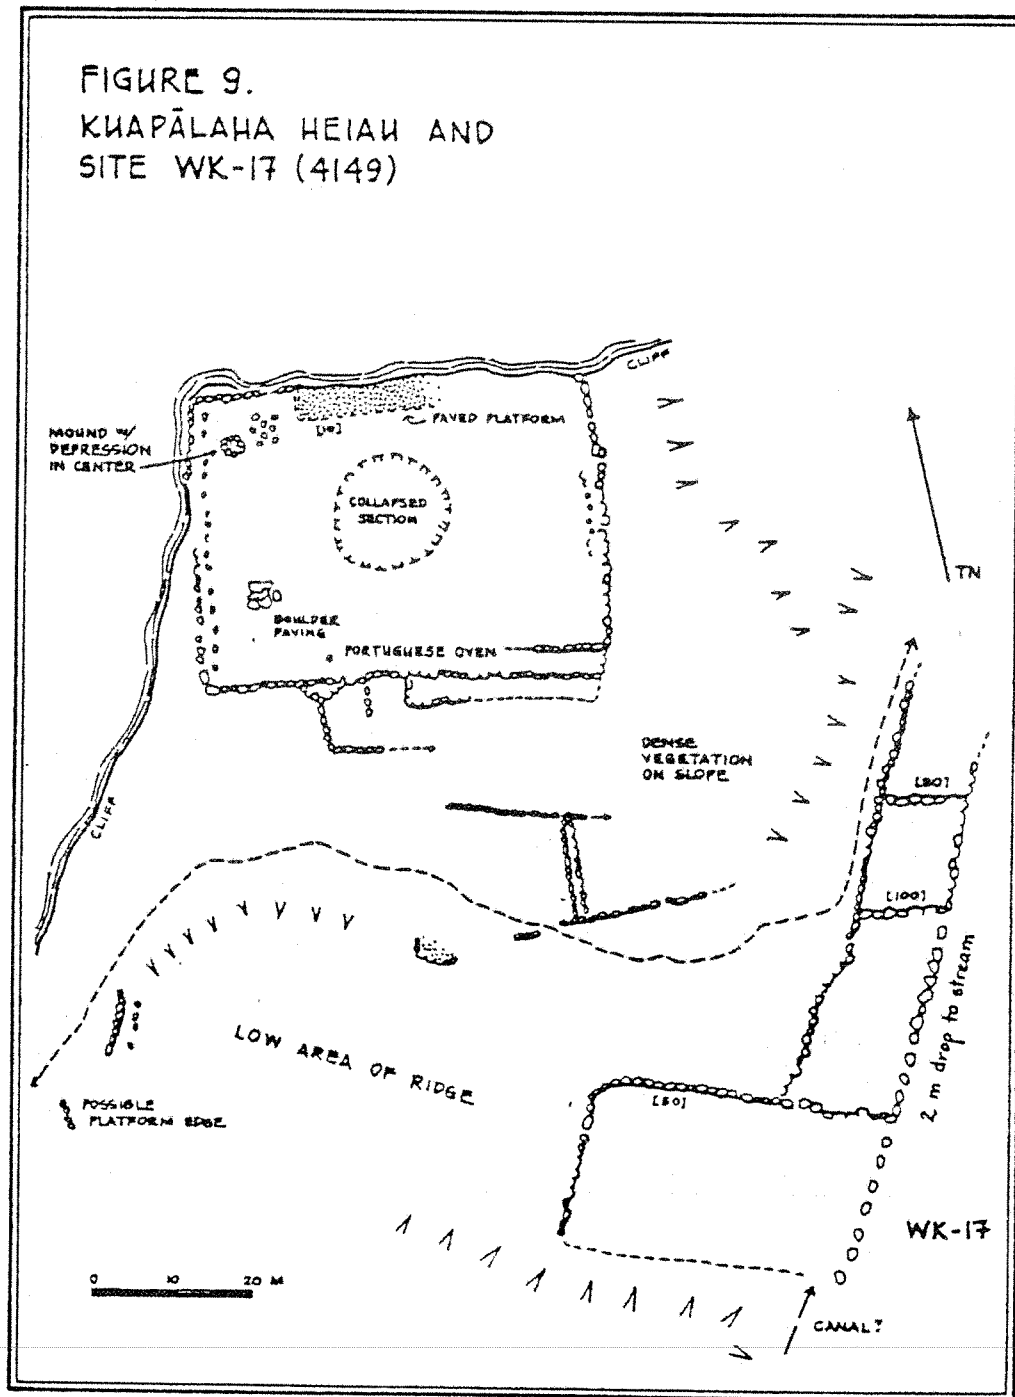 FIGURE 9.
KUAPĀLAHA HEIAU AND
SITE WK-17 (4149)
CLIFF
PAVED PLATFORM
MOUND W/
DEPRESSION
IN CENTER
COLLAPSED
SECTION
TN
BOULDER
PAVING
PORTUGUESE OVEN
DENSE
VEGETATION
ON SLOPE
CLIFF
[100]
2 m drop to stream
LOW AREA OF RIDGE
POSSIBLE
PLATFORM EDGE
WK-17
0 10 20 M
CANAL?